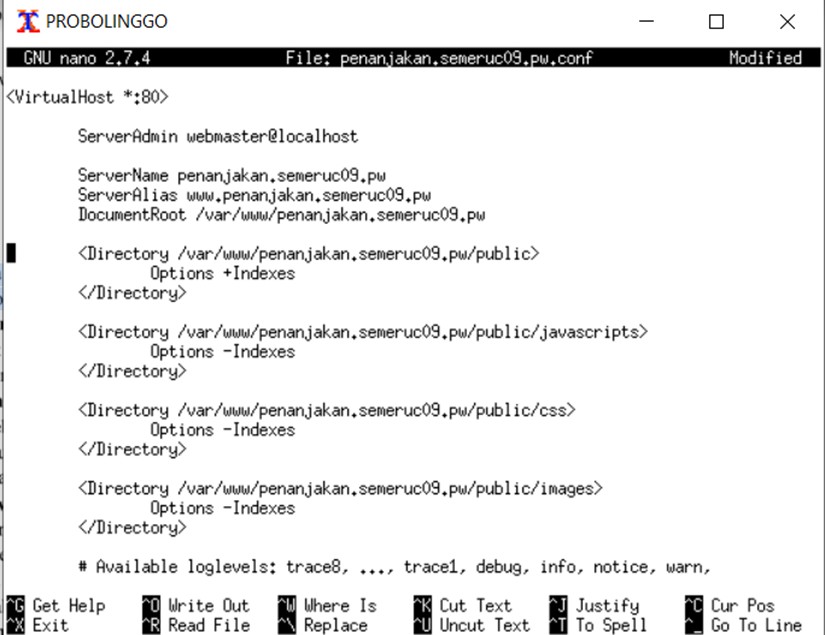 PROBOLINGGO
GNU nano 2.7.4 File: penanjakan.semeruc09.pw.conf Modified
<VirtualHost *:80>
ServerAdmin webmaster@localhost
ServerName penanjakan.semeruc09.pw
ServerAlias www.penanjakan.semeruc09.pw
DocumentRoot /var/www/penanjakan.semeruc09.pw
<Directory /var/www/penanjakan.semeruc09.pw/public>
Options +Indexes
</Directory>
<Directory /var/www/penanjakan.semeruc09.pw/public/javascripts>
Options -Indexes
</Directory>
<Directory /var/www/penanjakan.semeruc09.pw/public/css>
Options -Indexes
</Directory>
<Directory /var/www/penanjakan.semeruc09.pw/public/images>
Options -Indexes
</Directory>
# Available loglevels: trace8, ..., trace1, debug, info, notice, warn,
^G Get Help ^O Write Out ^W Where Is ^K Cut Text ^J Justify ^C Cur Pos
^X Exit ^R Read File ^\ Replace ^U Uncut Text ^T To Spell ^_ Go To Line